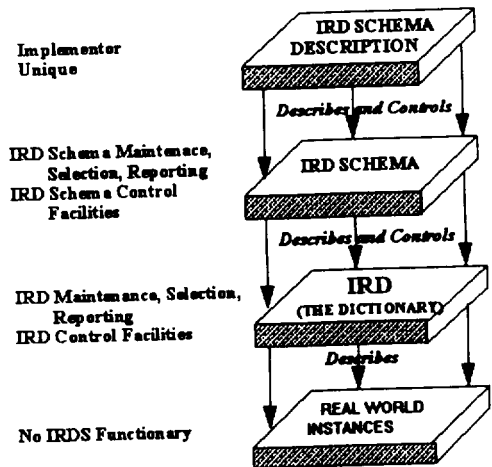 IRD SCHEMA
DESCRIPTION
Implementor
Unique
Describes and Controls
IRD Schema Maintenace,
Selection, Reporting
IRD Schema Control
Facilities
IRD SCHEMA
Describes and Controls
IRD Maintenance, Selection,
Reporting
IRD Control Facilities
IRD
(THE DICTIONARY)
Describes
No IRDS Functionary
REAL WORLD
INSTANCES